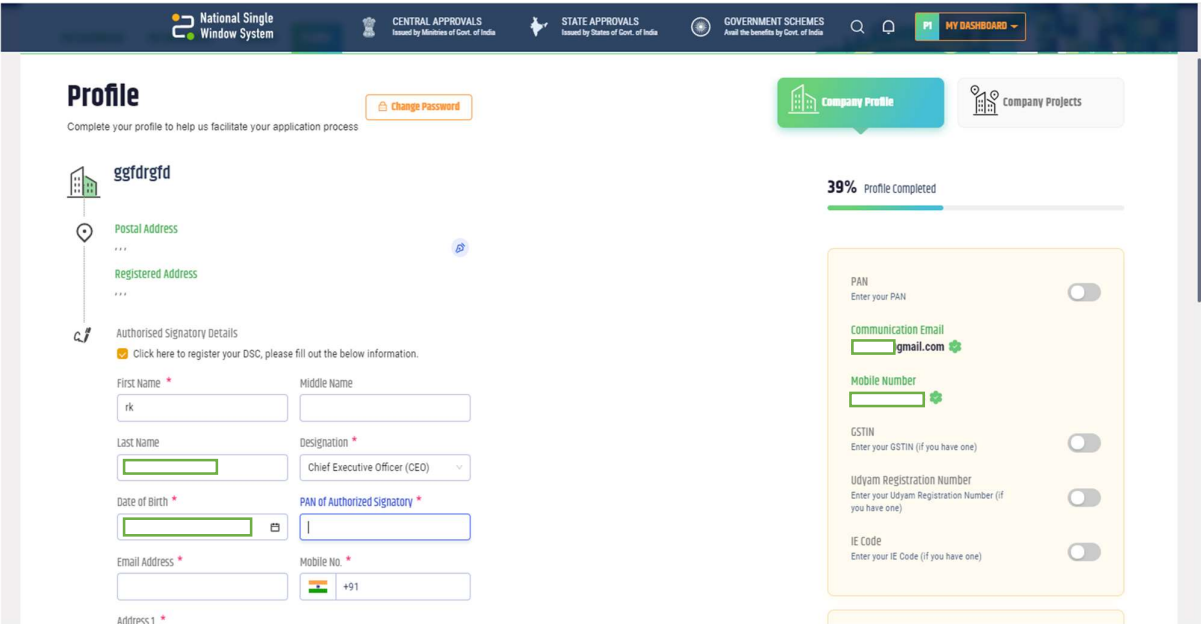 National Single
Window System
CENTRAL APPROVALS
Issued by Ministries of Govt. of India
STATE APPROVALS
Issued by States of Govt. of India
GOVERNMENT SCHEMES
Avail the benefits by Govt. of India
P1
MY DASHBOARD
Profile
Change Password
Complete your profile to help us facilitate your application process
Company Profile
Company Projects
ggfdrgfd
39% Profile Completed
Postal Address
, , ,
Registered Address
, , ,
Authorised Signatory Details
Click here to register your DSC, please fill out the below information.
First Name *
Middle Name
rk
Last Name
Designation *
Chief Executive Officer (CEO)
Date of Birth *
PAN of Authorized Signatory *
Email Address *
Mobile No. *
+91
Address 1 *
PAN
Enter your PAN
Communication Email
gmail.com
Mobile Number
GSTIN
Enter your GSTIN (if you have one)
Udyam Registration Number
Enter your Udyam Registration Number (if
you have one)
IE Code
Enter your IE Code (if you have one)